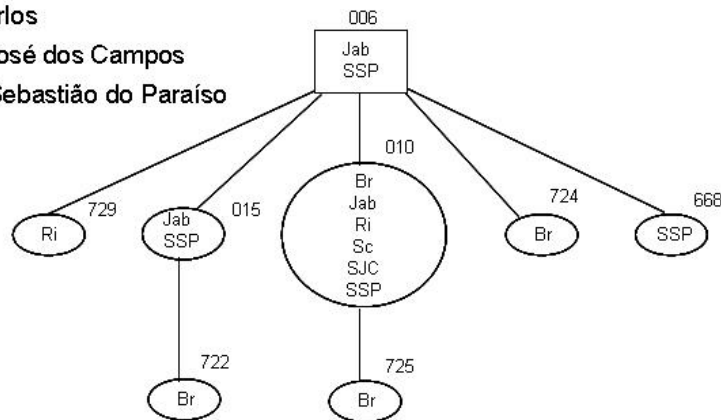 rlos
osé dos Campos
Sebastião do Paraíso
006
Jab
SSP
729
Ri
015
Jab
SSP
010
Br
Jab
Ri
Sc
SJC
SSP
724
Br
668
SSP
722
Br
725
Br